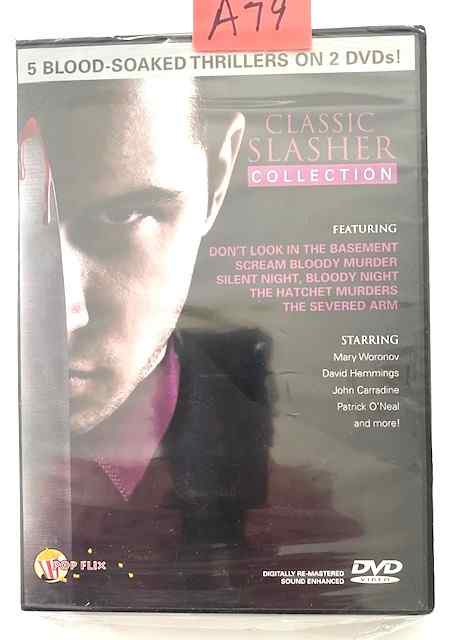 A79
5 BLOOD-SOAKED THRILLERS ON 2 DVDs!
CLASSIC
SLASHER
COLLECTION
FEATURING
DON'T LOOK IN THE BASEMENT
SCREAM BLOODY MURDER
SILENT NIGHT, BLOODY NIGHT
THE HATCHET MURDERS
THE SEVERED ARM
STARRING
Mary Woronov
David Hemmings
John Carradine
Patrick O'Neal
and more!
POP FLIX
DIGITALLY RE-MASTERED
SOUND ENHANCED
DVD
VIDEO